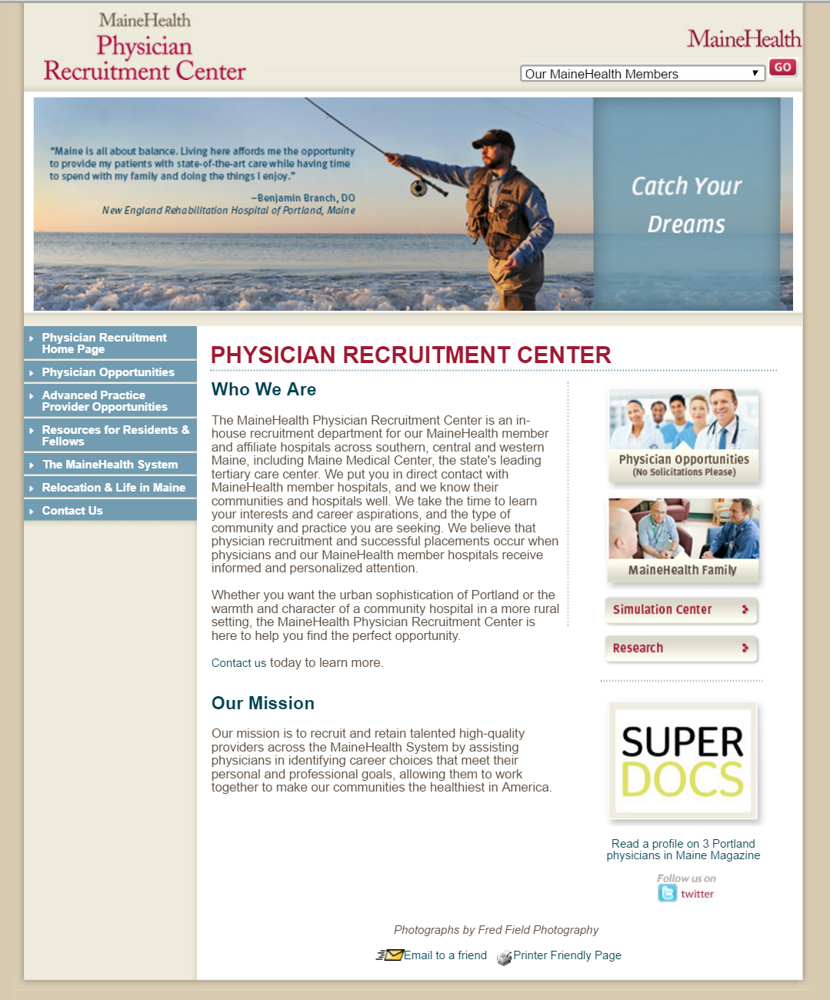 MaineHealth
Physician
Recruitment Center
MaineHealth
Our MaineHealth Members
GO
"Maine is all about balance. Living here affords me the opportunity
to provide my patients with state-of-the-art care while having time
to spend with my family and doing the things I enjoy."
–Benjamin Branch, DO
New England Rehabilitation Hospital of Portland, Maine
Catch Your
Dreams
Physician Recruitment
Home Page
Physician Opportunities
Advanced Practice
Provider Opportunities
Resources for Residents &
Fellows
The MaineHealth System
Relocation & Life in Maine
Contact Us
PHYSICIAN RECRUITMENT CENTER
Who We Are
The MaineHealth Physician Recruitment Center is an in-
house recruitment department for our MaineHealth member
and affiliate hospitals across southern, central and western
Maine, including Maine Medical Center, the state's leading
tertiary care center. We put you in direct contact with
MaineHealth member hospitals, and we know their
communities and hospitals well. We take the time to learn
your interests and career aspirations, and the type of
community and practice you are seeking. We believe that
physician recruitment and successful placements occur when
physicians and our MaineHealth member hospitals receive
informed and personalized attention.
Whether you want the urban sophistication of Portland or the
warmth and character of a community hospital in a more rural
setting, the MaineHealth Physician Recruitment Center is
here to help you find the perfect opportunity.
Contact us today to learn more.
Our Mission
Our mission is to recruit and retain talented high-quality
providers across the MaineHealth System by assisting
physicians in identifying career choices that meet their
personal and professional goals, allowing them to work
together to make our communities the healthiest in America.
Physician Opportunities
(No Solicitations Please)
MaineHealth Family
Simulation Center
Research
SUPER
DOCS
Read a profile on 3 Portland
physicians in Maine Magazine
Follow us on
twitter
Photographs by Fred Field Photography
Email to a friend
Printer Friendly Page